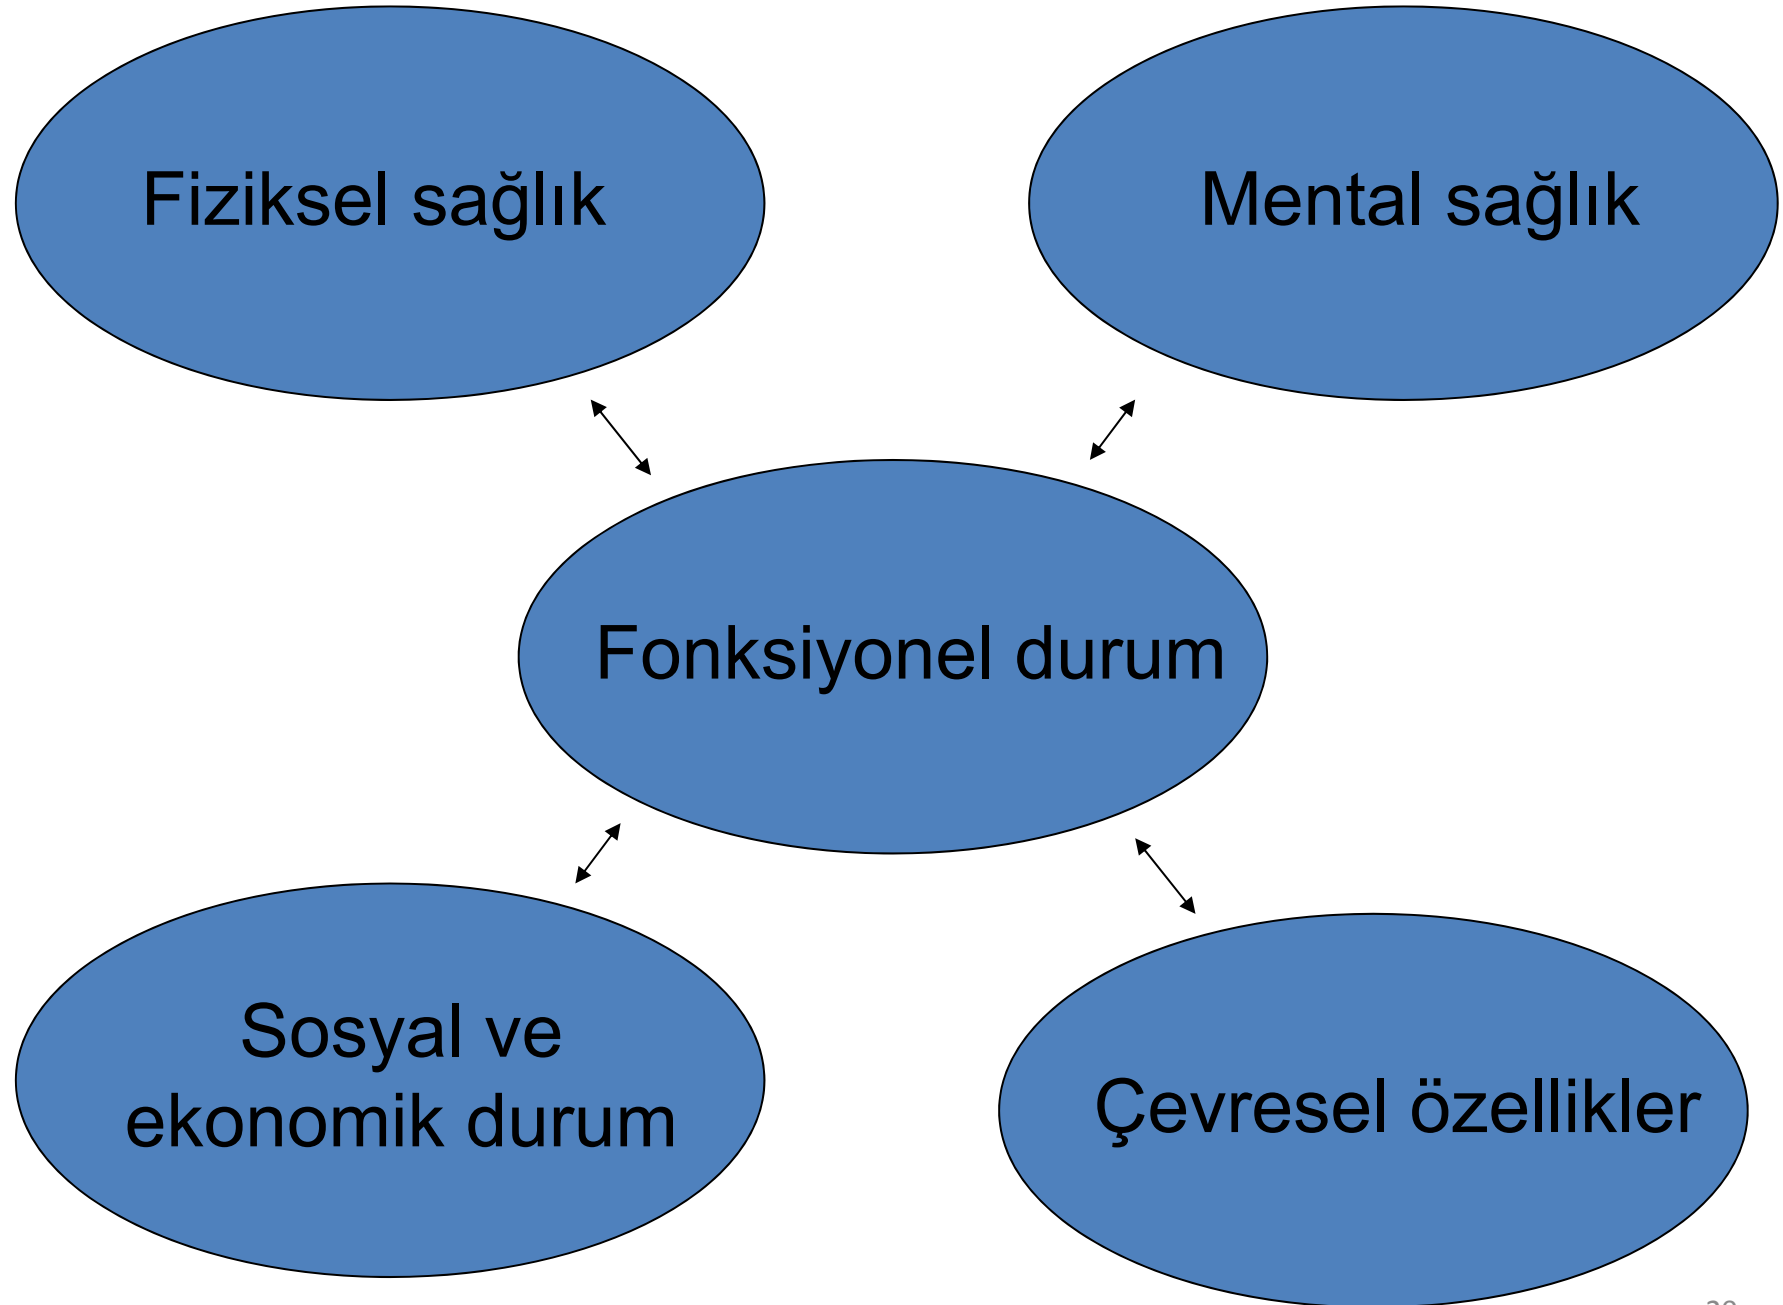 Fiziksel sağlık
Mental sağlık
Fonksiyonel durum
Sosyal ve
ekonomik durum
Çevresel özellikler